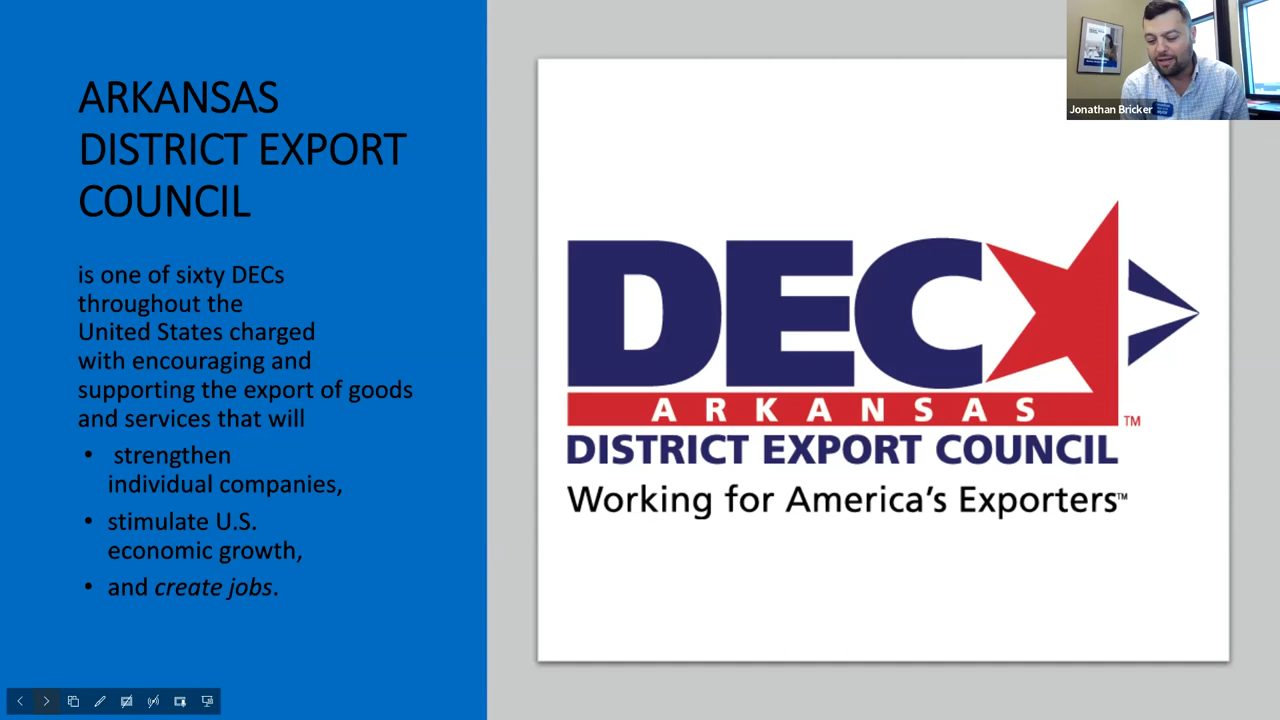 ARKANSAS
DISTRICT EXPORT
COUNCIL
is one of sixty DECs
throughout the
United States charged
with encouraging and
supporting the export of goods
and services that will
• strengthen
individual companies,
• stimulate U.S.
economic growth,
• and create jobs.
DEC
ARKANSAS
TM
DISTRICT EXPORT COUNCIL
Working for America's Exporters™
Jonathan Bricker